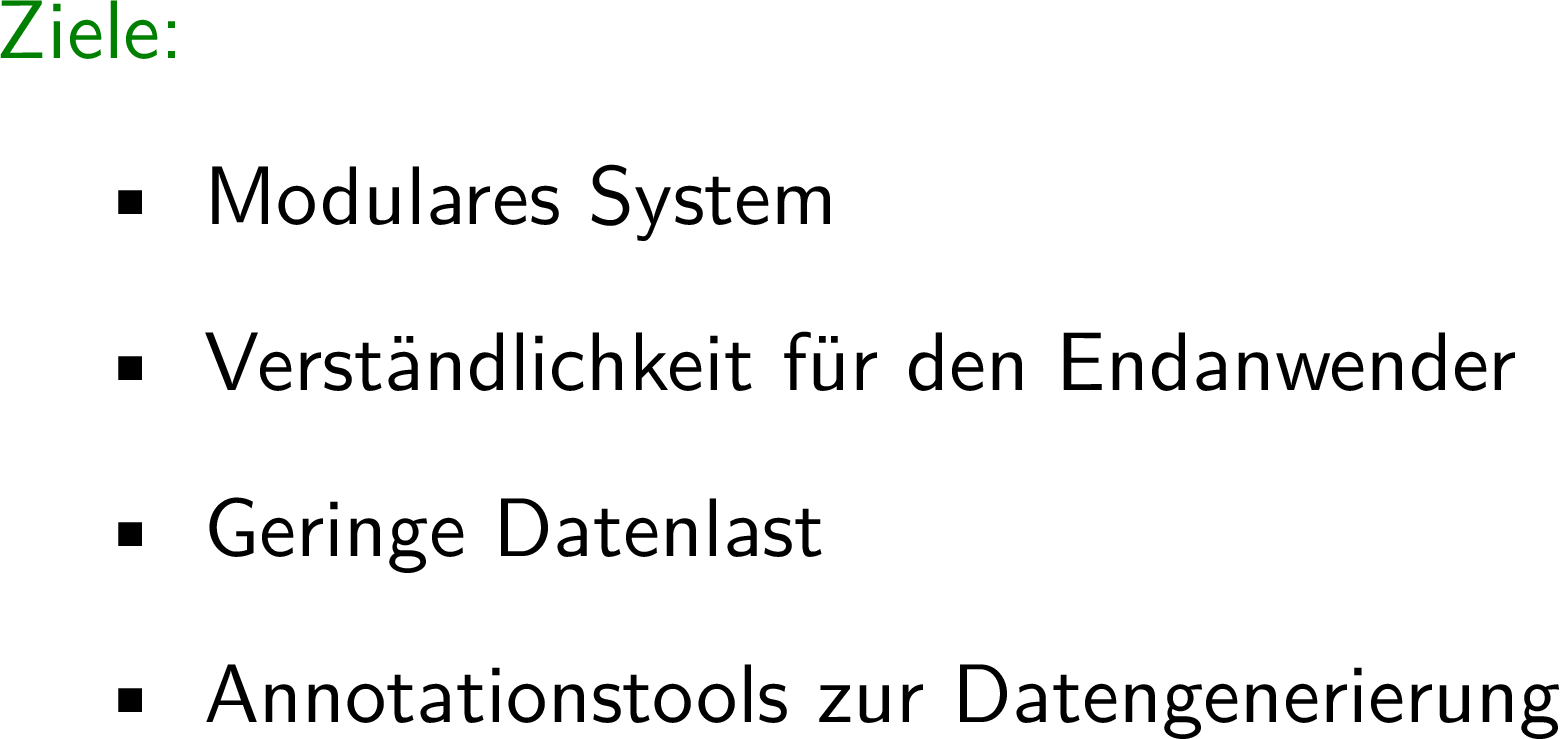 Ziele:
▪ Modulares System
▪ Verständlichkeit für den Endanwender
▪ Geringe Datenlast
▪ Annotationstools zur Datengenerierung